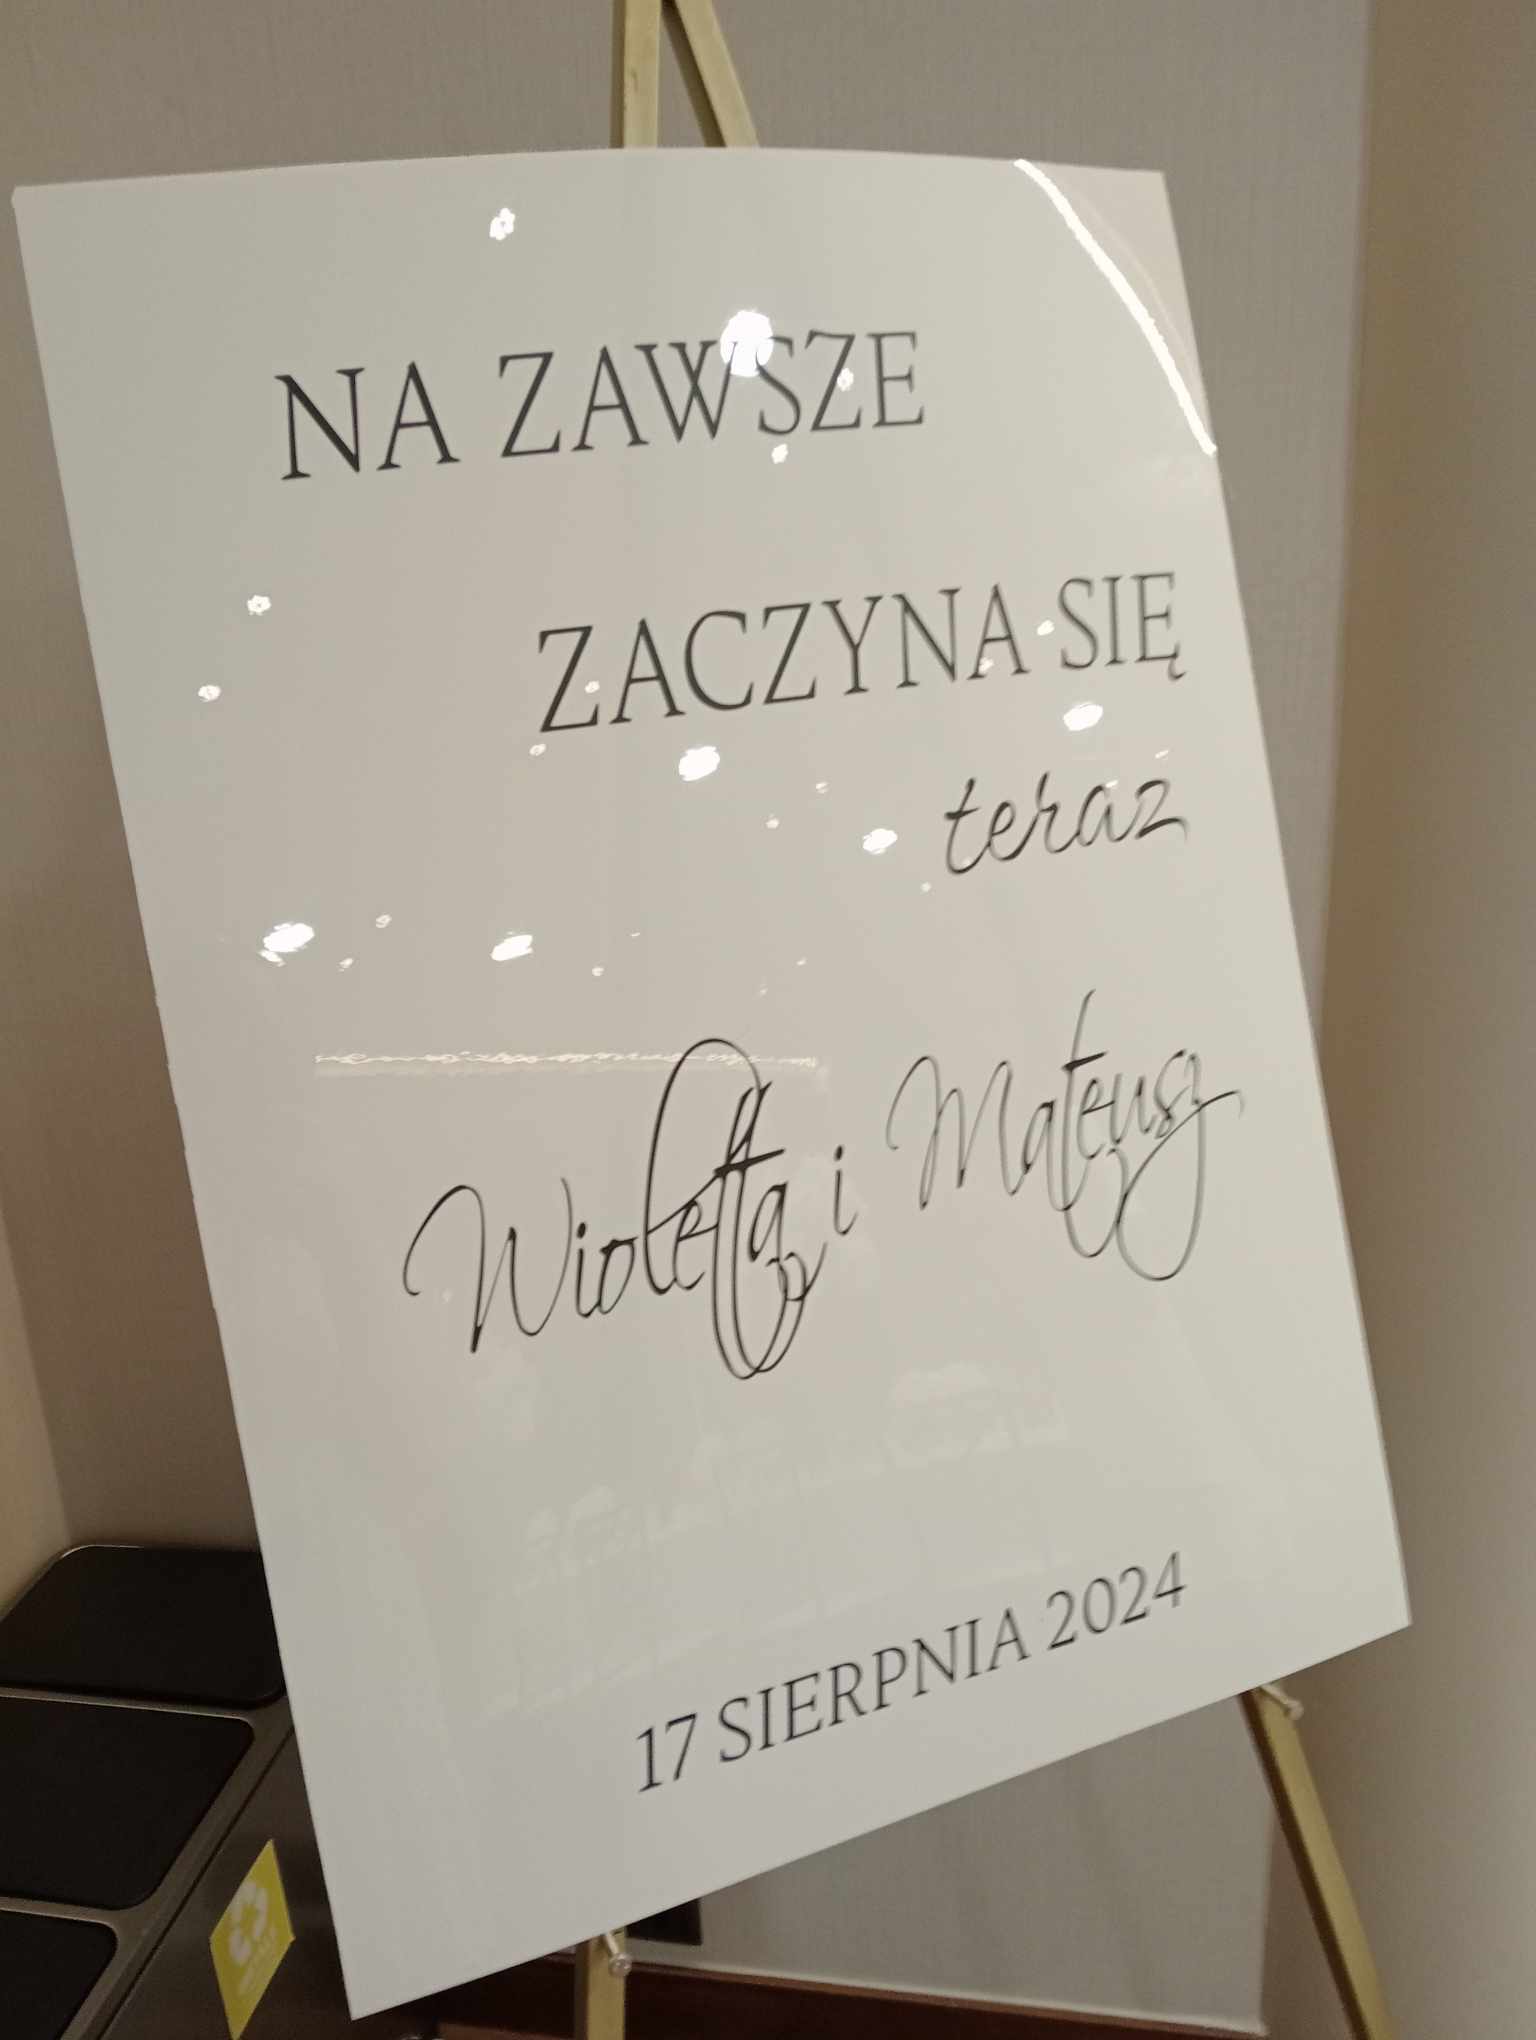 NA ZAWSZE
ZACZYNA SIĘ
teraz
Wioletta i Mateusz
17 SIERPNIA 2024